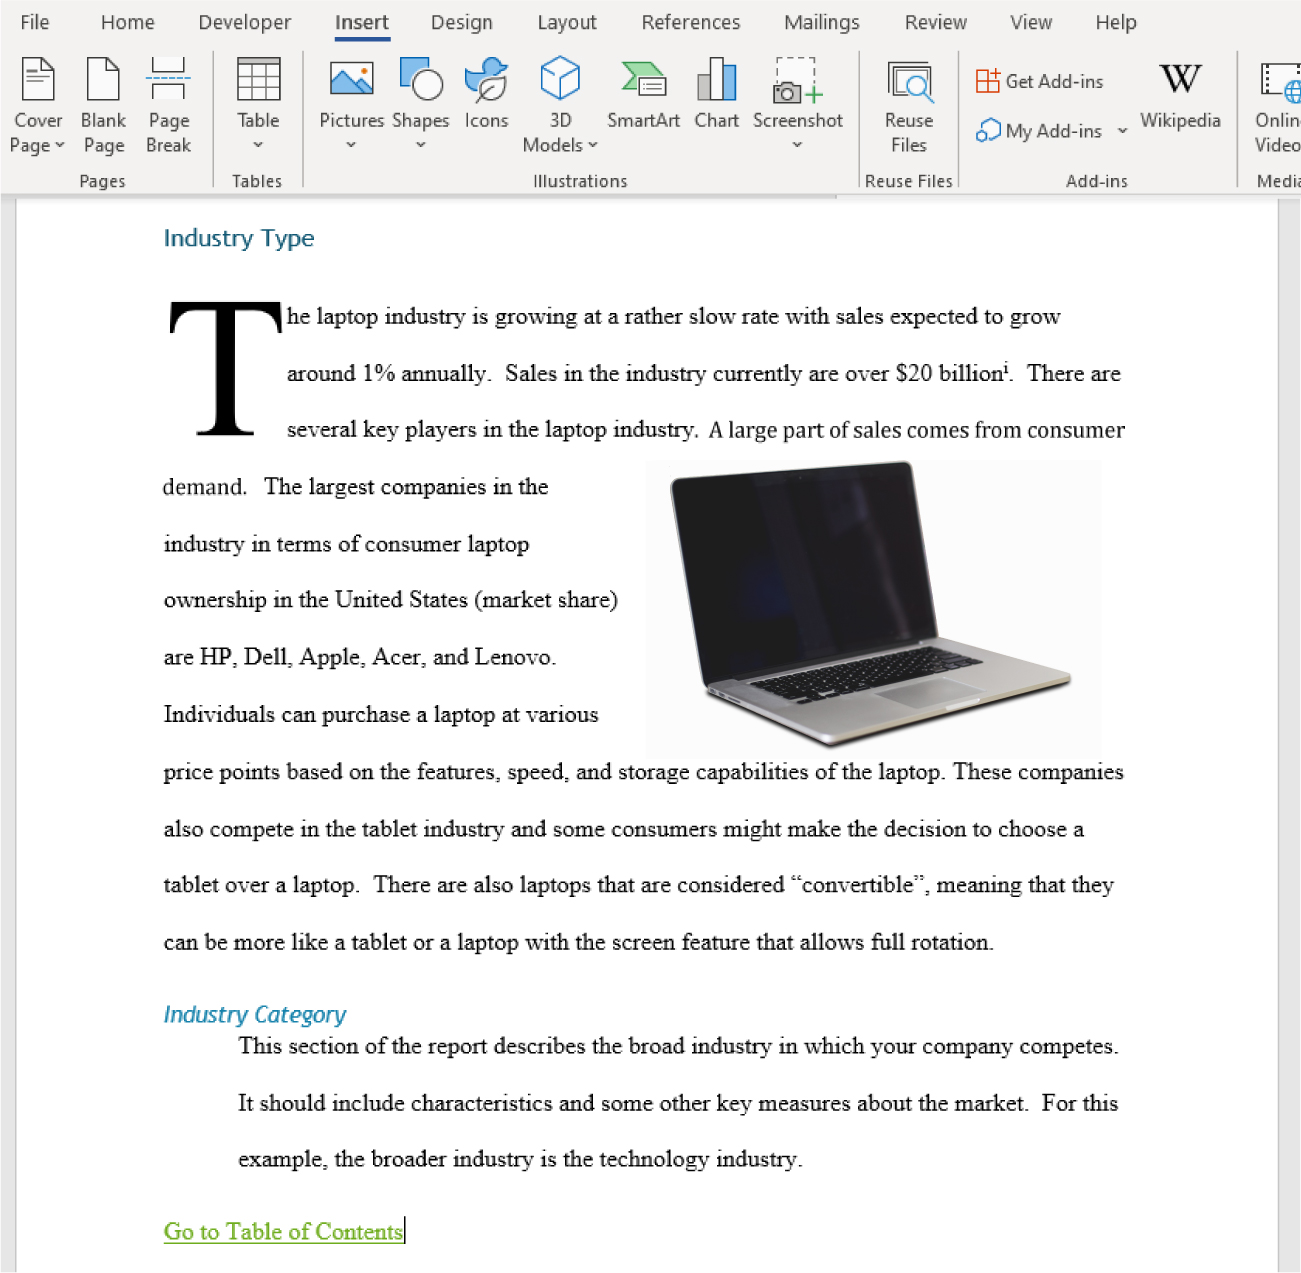 File Home Developer Insert Design Layout References Mailings Review View Help
Cover Page
Blank Page
Page Break
Table
Pictures
Shapes
Icons
3D Models
SmartArt
Chart
Screenshot
Reuse Files
Get Add-ins
My Add-ins
W
Wikipedia
Onlin
Video
Pages Tables Illustrations Reuse Files Add-ins Media
Industry Type
The laptop industry is growing at a rather slow rate with sales expected to grow
around 1% annually.  Sales in the industry currently are over $20 billionⁱ.  There are
several key players in the laptop industry.  A large part of sales comes from consumer
demand.  The largest companies in the
industry in terms of consumer laptop
ownership in the United States (market share)
are HP, Dell, Apple, Acer, and Lenovo.
Individuals can purchase a laptop at various
price points based on the features, speed, and storage capabilities of the laptop. These companies
also compete in the tablet industry and some consumers might make the decision to choose a
tablet over a laptop.  There are also laptops that are considered “convertible”, meaning that they
can be more like a tablet or a laptop with the screen feature that allows full rotation.
Industry Category
This section of the report describes the broad industry in which your company competes.
It should include characteristics and some other key measures about the market.  For this
example, the broader industry is the technology industry.
Go to Table of Contents